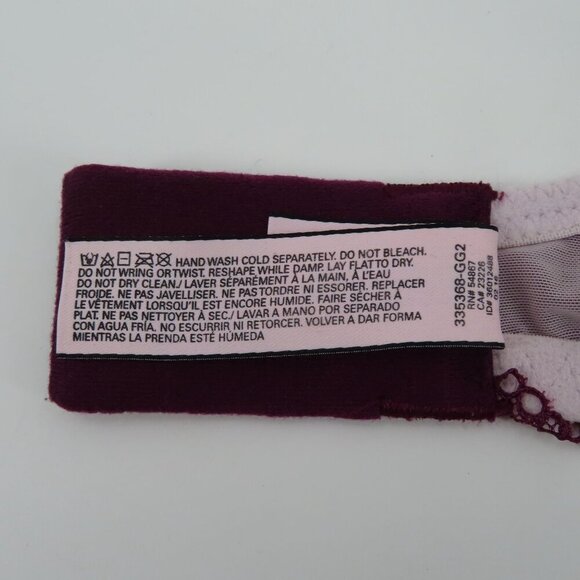 HAND WASH COLD SEPARATELY. DO NOT BLEACH.
DO NOT WRING OR TWIST. RESHAPE WHILE DAMP. LAY FLAT TO DRY.
DO NOT DRY CLEAN./ LAVER SÉPARÉMENT À LA MAIN, À L'EAU
FROIDE. NE PAS JAVELLISER. NE PAS TORDRE NI ESSORER. REPLACER
LE VÊTEMENT LORSQU'IL EST ENCORE HUMIDE. FAIRE SÉCHER À
PLAT. NE PAS NETTOYER À SEC./ LAVAR A MANO POR SEPARADO
CON AGUA FRÍA. NO ESCURRIR NI RETORCER. VOLVER A DAR FORMA
MIENTRAS LA PRENDA ESTÉ HÚMEDA
335368-GG2
RN# 54867
CA# 23226